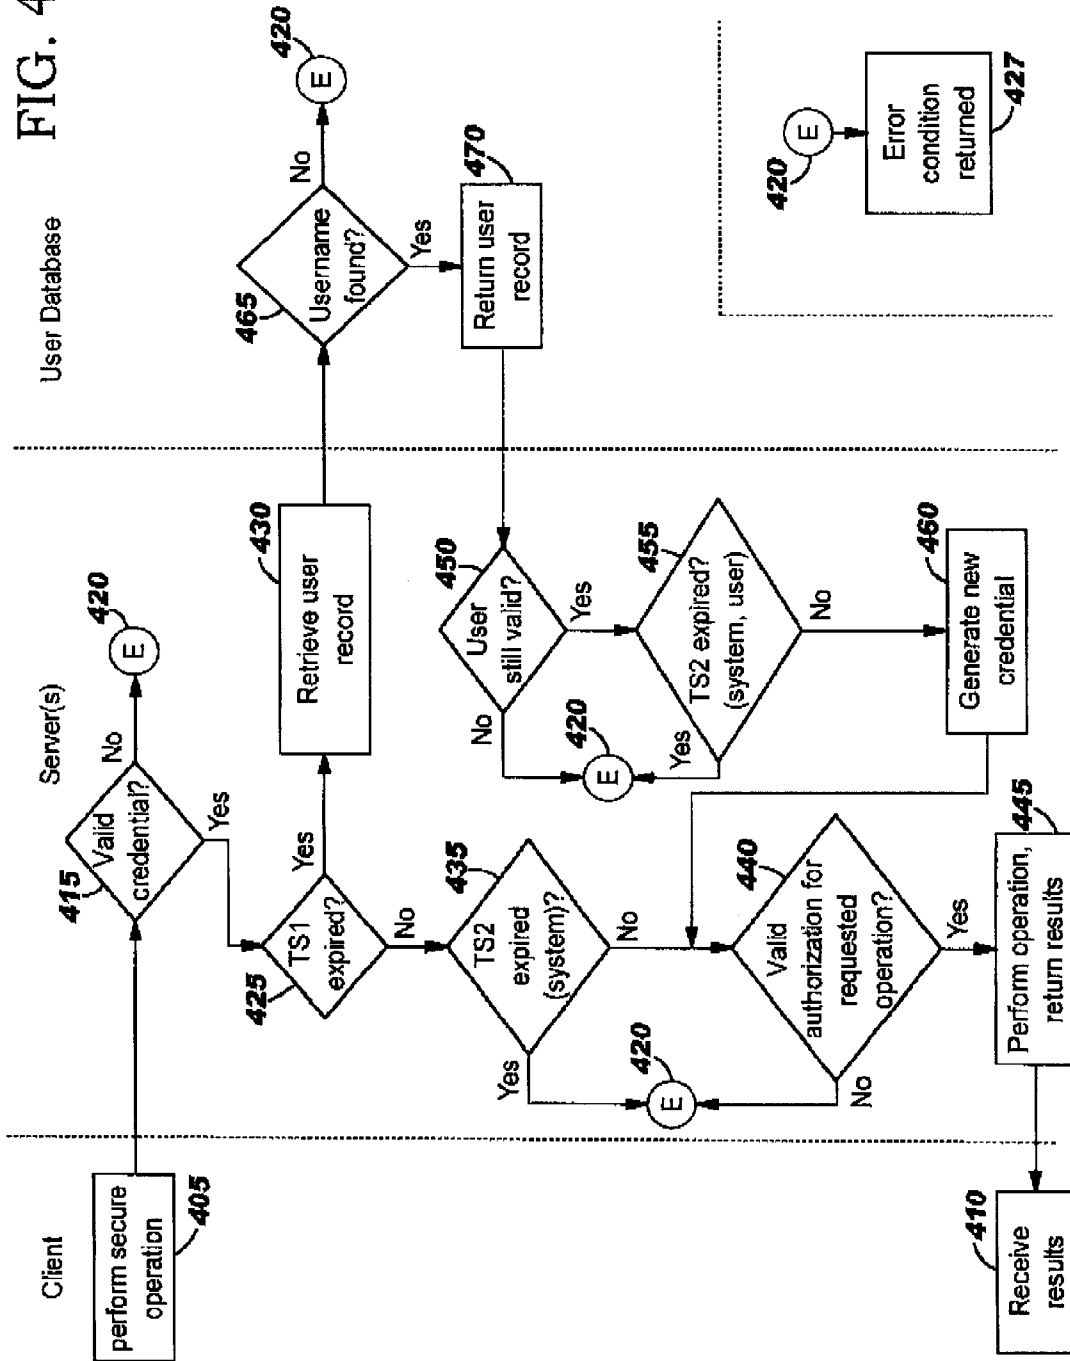 FIG. 4
Client
Server(s)
User Database
perform secure
operation
405
415
Valid
credential?
No
420
E
Yes
425
TS1
expired?
Yes
430
Retrieve user
record
465
Username
found?
No
420
E
Yes
470
Return user
record
No
435
TS2
expired
(system)?
Yes
420
E
No
450
User
still valid?
No
420
E
Yes
455
TS2 expired?
(system, user)
Yes
No
460
Generate new
credential
440
Valid
authorization for
requested
operation?
No
Yes
445
Perform operation,
return results
410
Receive
results
420
E
Error
condition
returned
427